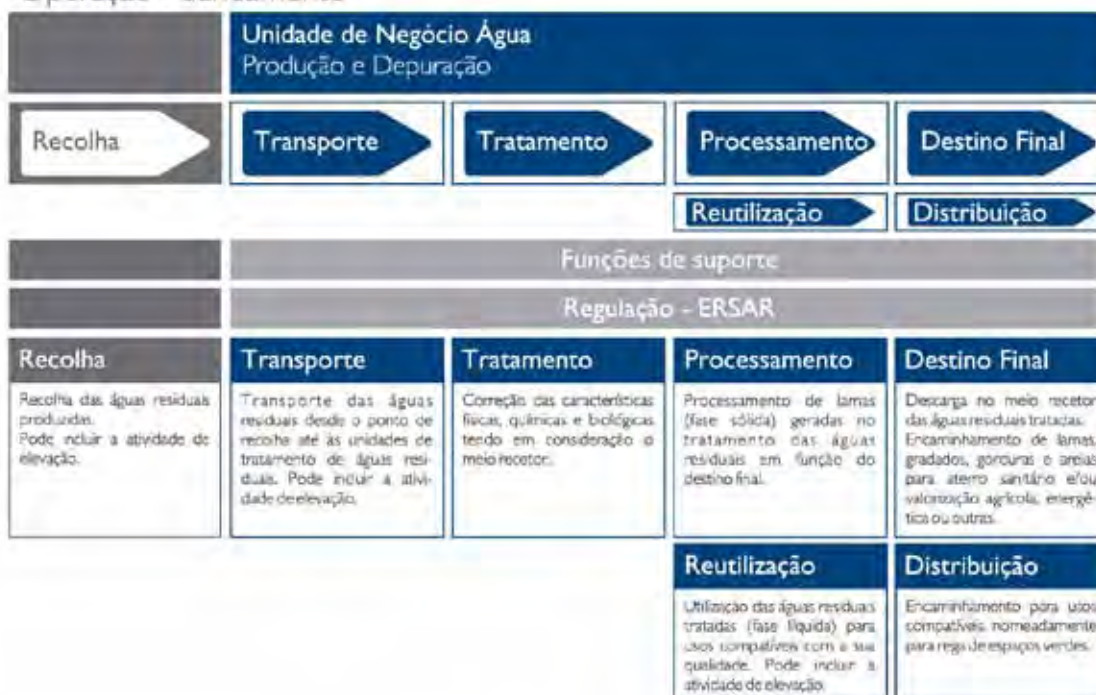 Unidade de Negócio Água
Produção e Depuração
Recolha
Transporte
Tratamento
Processamento
Destino Final
Reutilização
Distribuição
Funções de suporte
Regulação - ERSAR
Recolha
Recolha das águas residuais
produzidas.
Pode incluir a atividade de
elevação.
Transporte
Transporte das águas
residuais desde o ponto de
recolha até às unidades de
tratamento de águas resi-
duais. Pode incluir a ativi-
dade de elevação.
Tratamento
Correção das características
físicas, químicas e biológicas
tendo em consideração o
meio recetor.
Processamento
Processamento de lamas
(fase sólida) geradas no
tratamento das águas
residuais em função do
destino final.
Destino Final
Descarga no meio recetor
das águas residuais tratadas.
Encaminhamento de lamas,
gradados, gorduras e areias
para aterro sanitário e/ou
valorização agrícola, energé-
tica ou outras.
Reutilização
Utilização das águas residuais
tratadas (fase líquida) para
usos compatíveis com a sua
qualidade. Pode incluir a
atividade de elevação.
Distribuição
Encaminhamento para usos
compatíveis, nomeadamente
para rega de espaços verdes.